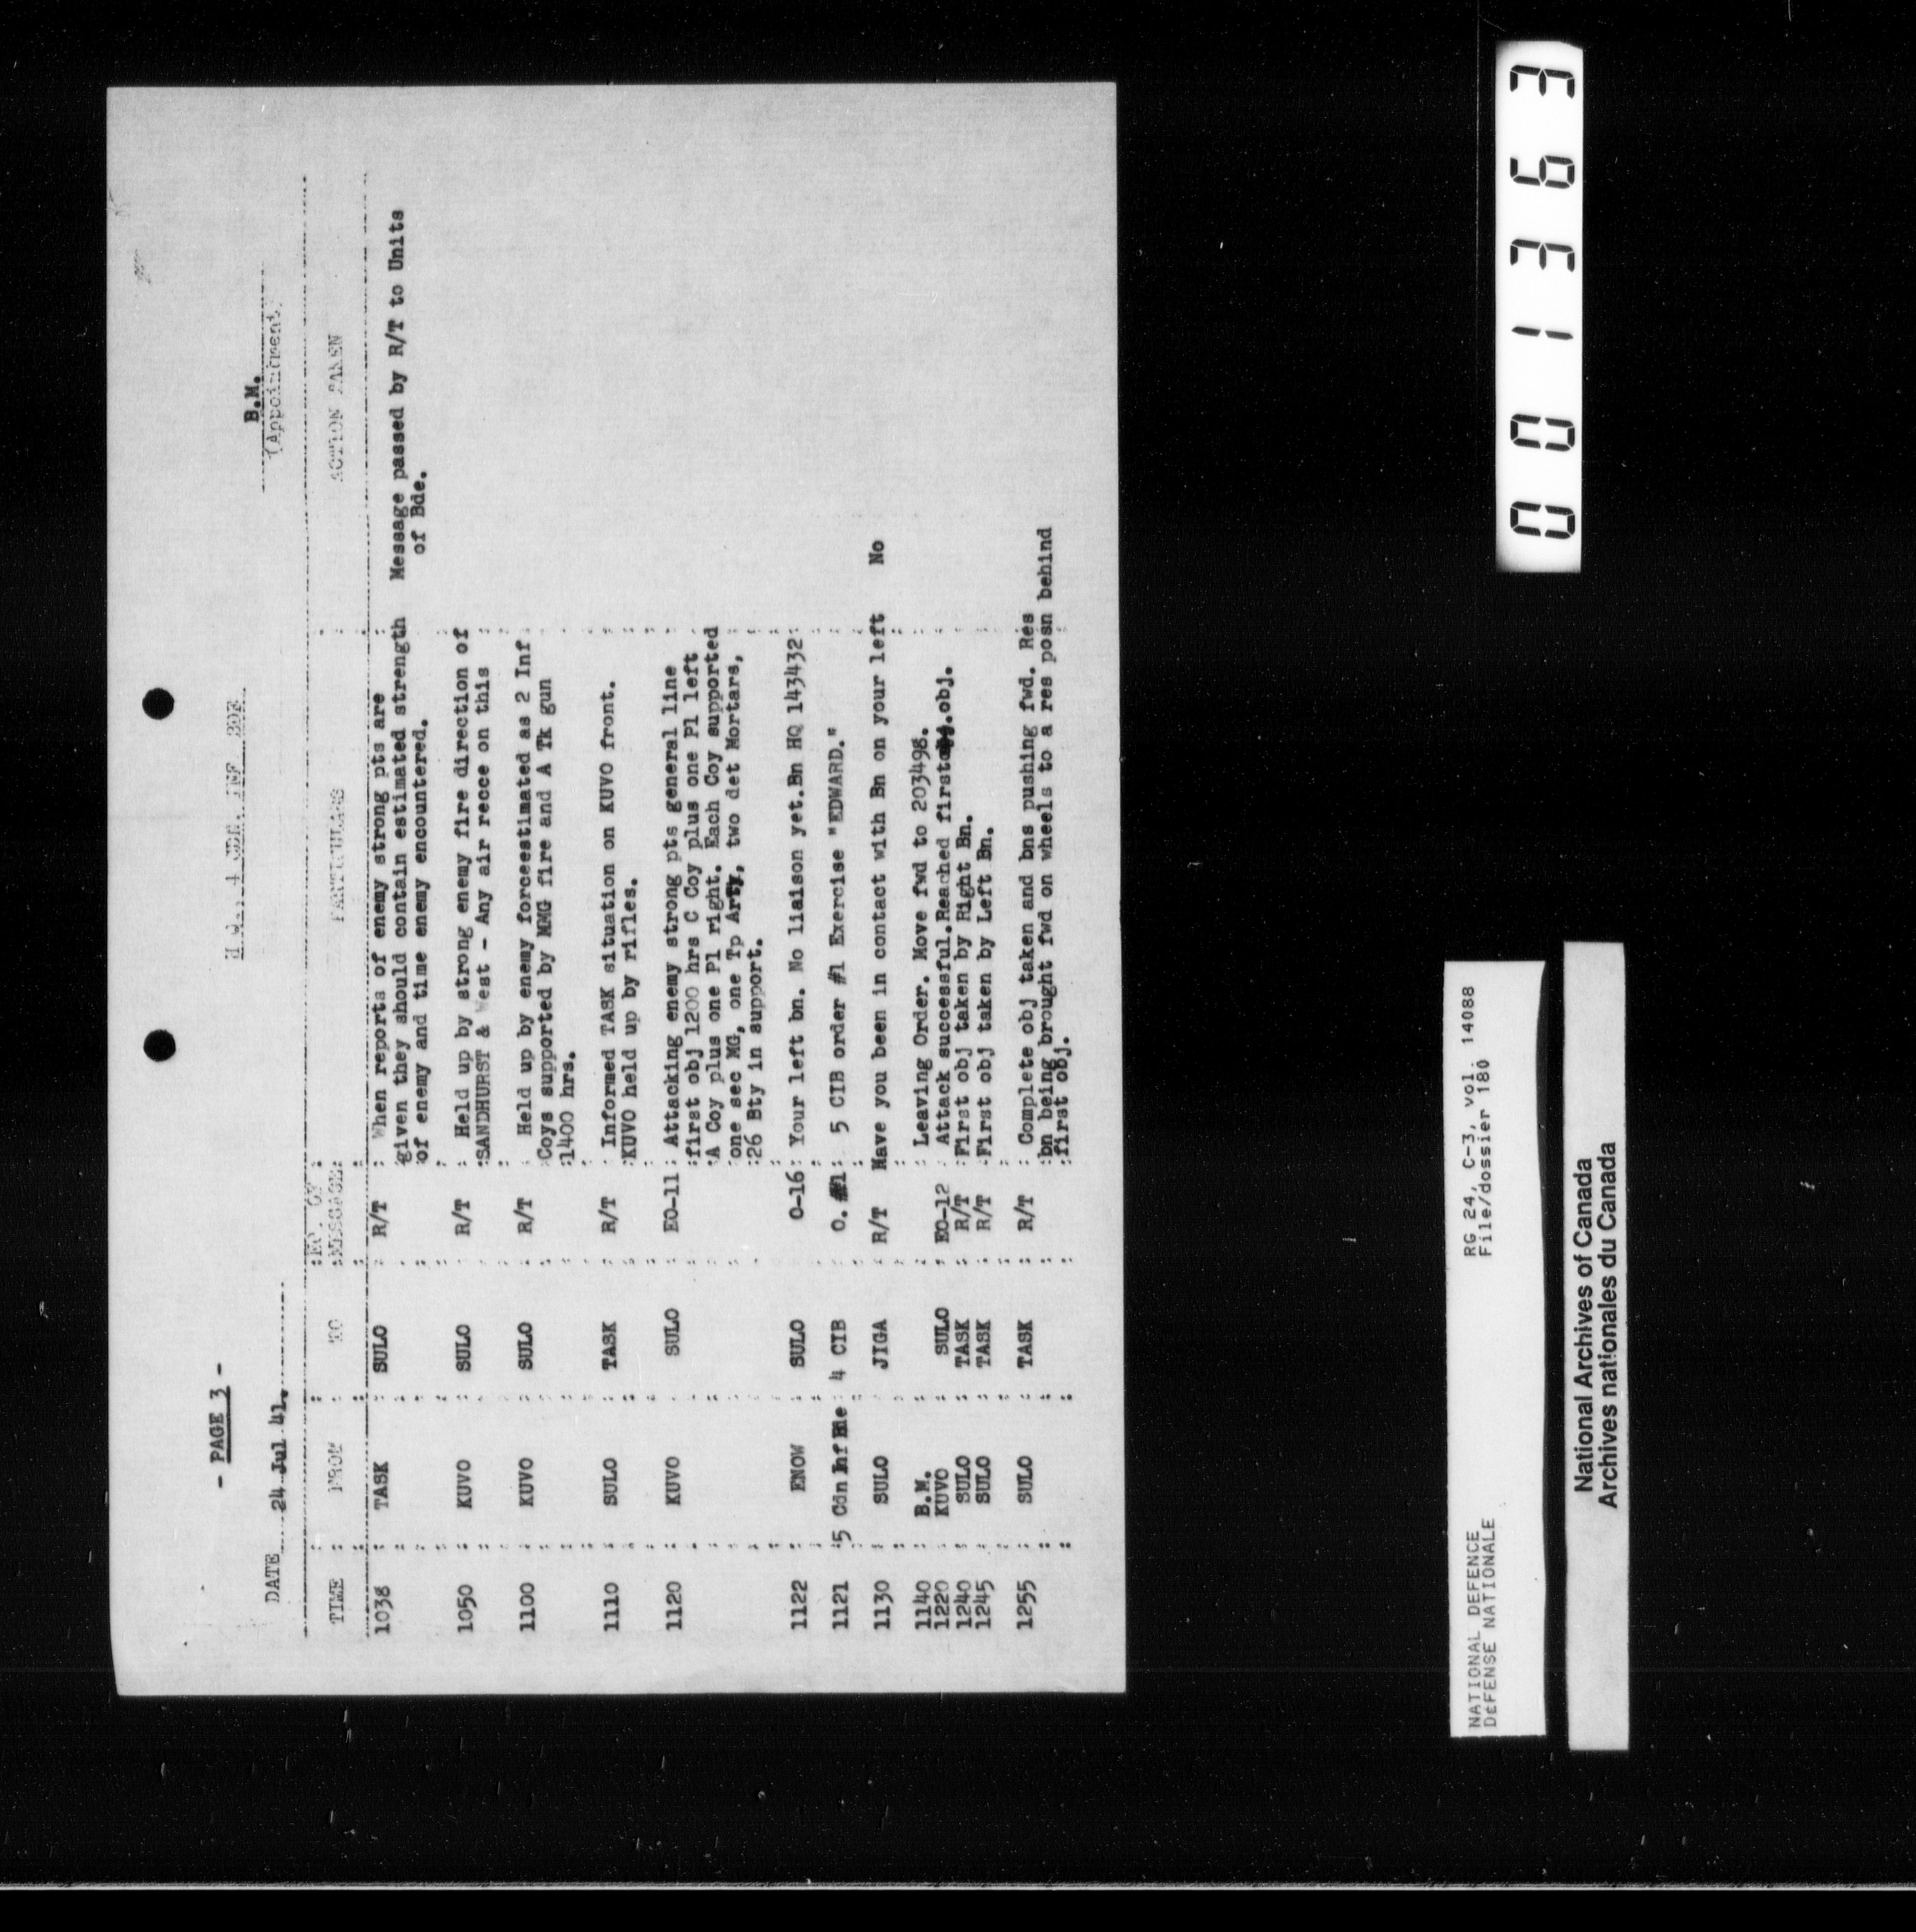 - PAGE 3 -
H.Q., 4 CDN. INF. BDE.
DATE 24 Jul 41.
B.M.
(Appointment)
TIME : FROM : TO : NO. OF MESSAGE : PARTICULARS : ACTION TAKEN
1038 : TASK : SULO : R/T : When reports of enemy strong pts are
given they should contain estimated strength Message passed by R/T to Units
of enemy and time enemy encountered. of Bde.
1050 : KUVO : SULO : R/T : Held up by strong enemy fire direction of
SANDHURST & West - Any air recce on this
1100 : KUVO : SULO : R/T : Held up by enemy forceestimated as 2 Inf
Coys supported by MMG fire and A Tk gun
1400 hrs.
1110 : SULO : TASK : R/T : Informed TASK situation on KUVO front.
KUVO held up by rifles.
1120 : KUVO : SULO : EO-11 : Attacking enemy strong pts general line
first obj 1200 hrs C Coy plus one Pl left
A Coy plus one Pl right. Each Coy supported
one sec MG, one Tp Arty, two det Mortars,
26 Bty in support.
1122 : ENOW : SULO : O-16 : Your left bn. No liaison yet.Bn HQ 143432
1121 : 5 Cdn Inf Bde : 4 CIB : O. #1 : 5 CIB order #1 Exercise "EDWARD."
1130 : SULO : JIGA : R/T Have you been in contact with Bn on your left No
1140 : B.M. : Leaving Order. Move fwd to 203498.
1220 : KUVO : SULO : EO-12 : Attack successful.Reached first obj.
1240 : SULO : TASK : R/T : First obj taken by Right Bn.
1245 : SULO : TASK : R/T : First obj taken by Left Bn.
1255 : SULO : TASK : R/T : Complete obj taken and bns pushing fwd. Res
bn being brought fwd on wheels to a res posn behind
first obj.
001363
NATIONAL DEFENCE RG 24, C-3, vol. 14088
DéFENSE NATIONALE File/dossier 180
National Archives of Canada
Archives nationales du Canada